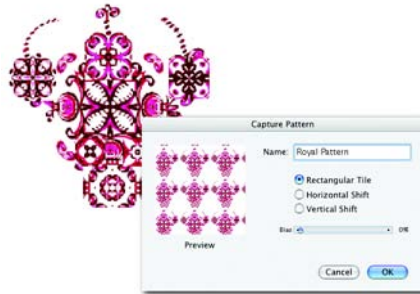 Capture Pattern
Name: Royal Pattern
Rectangular Tile
Horizontal Shift
Vertical Shift
Bias 0%
Preview
Cancel OK